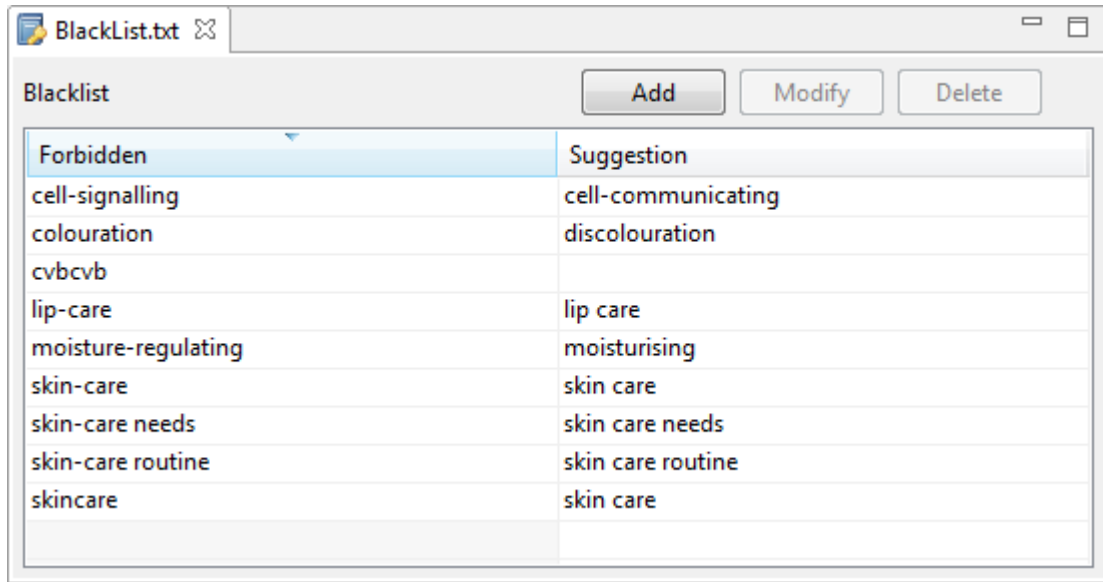 BlackList.txt
Blacklist Add Modify Delete
Forbidden Suggestion
cell-signalling cell-communicating
colouration discolouration
cvbcvb
lip-care lip care
moisture-regulating moisturising
skin-care skin care
skin-care needs skin care needs
skin-care routine skin care routine
skincare skin care